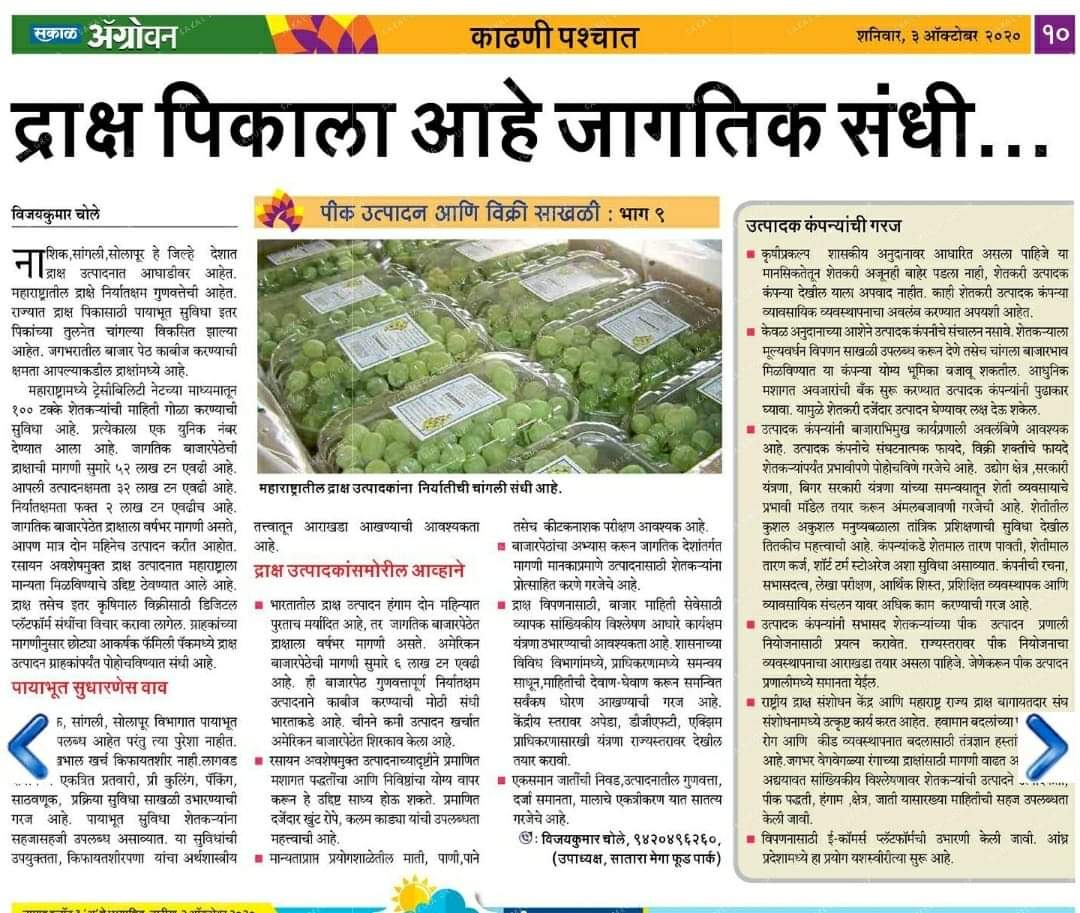 सकाळ अ‍ॅग्रोवन
काढणी पश्चात
शनिवार, ३ ऑक्टोबर २०२०
१०
द्राक्ष पिकाला आहे जागतिक संधी...
विजयकुमार चोले
नाशिक,सांगली,सोलापूर हे जिल्हे देशात
द्राक्ष उत्पादनात आघाडीवर आहेत.
महाराष्ट्रातील द्राक्षे निर्यातक्षम गुणवत्तेची आहेत.
राज्यात द्राक्ष पिकासाठी पायाभूत सुविधा इतर
पिकांच्या तुलनेत चांगल्या विकसित झाल्या
आहेत. जगभरातील बाजार पेठ काबीज करण्याची
क्षमता आपल्याकडील द्राक्षांमध्ये आहे.
महाराष्ट्रामध्ये ट्रेसीबिलिटी नेटच्या माध्यमातून
१०० टक्के शेतकऱ्यांची माहिती गोळा करण्याची
सुविधा आहे. प्रत्येकाला एक युनिक नंबर
देण्यात आला आहे. जागतिक बाजारपेठेची
द्राक्षाची मागणी सुमारे ५२ लाख टन एवढी आहे.
आपली उत्पादनक्षमता ३२ लाख टन एवढी आहे.
निर्यातक्षमता फक्त २ लाख टन एवढीच आहे.
जागतिक बाजारपेठेत द्राक्षाला वर्षभर मागणी असते,
आपण मात्र दोन महिनेच उत्पादन करीत आहोत.
रसायन अवशेषमुक्त द्राक्ष उत्पादनात महाराष्ट्राला
मान्यता मिळविण्याचे उद्दिष्ट ठेवण्यात आले आहे.
द्राक्ष तसेच इतर कृषिमाल विक्रीसाठी डिजिटल
प्लॅटफॉर्म संधींचा विचार करावा लागेल. ग्राहकांच्या
मागणीनुसार छोट्या आकर्षक फॅमिली पॅकमध्ये द्राक्ष
उत्पादन ग्राहकांपर्यंत पोहोचविण्यास संधी आहे.
पायाभूत सुधारणेस वाव
क, सांगली, सोलापूर विभागात पायाभूत
पलब्ध आहेत परंतु त्या पुरेशा नाहीत.
भाल खर्च किफायतशीर नाही.लागवड
एकत्रित प्रतवारी, प्री कुलिंग, पॅकिंग,
साठवणूक, प्रक्रिया सुविधा साखळी उभारण्याची
गरज आहे. पायाभूत सुविधा शेतकऱ्यांना
सहजासहजी उपलब्ध असाव्यात. या सुविधांची
उपयुक्तता, किफायतशीरपणा यांचा अर्थशास्त्रीय
पीक उत्पादन आणि विक्री साखळी : भाग ९
महाराष्ट्रातील द्राक्ष उत्पादकांना निर्यातीची चांगली संधी आहे.
तत्त्वातून आराखडा आखण्याची आवश्यकता
आहे.
द्राक्ष उत्पादकांसमोरील आव्हाने
भारतातील द्राक्ष उत्पादन हंगाम दोन महिन्यात
पुरताच मर्यादित आहे, तर जागतिक बाजारपेठेत
द्राक्षाला वर्षभर मागणी असते. अमेरिकन
बाजारपेठेची मागणी सुमारे ६ लाख टन एवढी
आहे. ही बाजारपेठ गुणवत्तापूर्ण निर्यातक्षम
उत्पादनाने काबीज करण्याची मोठी संधी
भारताकडे आहे. चीनने कमी उत्पादन खर्चात
अमेरिकन बाजारपेठेत शिरकाव केला आहे.
रसायन अवशेषमुक्त उत्पादनाच्यादृष्टीने प्रमाणित
मशागत पद्धतींचा आणि निविष्ठांचा योग्य वापर
करून हे उद्दिष्ट साध्य होऊ शकते. प्रमाणित
दर्जेदार खुंट रोपे, कलम काड्या यांची उपलब्धता
महत्त्वाची आहे.
मान्यताप्राप्त प्रयोगशाळेतील माती, पाणी,पाने
तसेच कीटकनाशक परीक्षण आवश्यक आहे.
बाजारपेठांचा अभ्यास करून जागतिक देशांतर्गत
मागणी मानकाप्रमाणे उत्पादनासाठी शेतकऱ्यांना
प्रोत्साहित करणे गरजेचे आहे.
द्राक्ष विपणनासाठी, बाजार माहिती सेवेसाठी
व्यापक सांख्यिकीय विश्लेषण आधारे कार्यक्षम
यंत्रणा उभारण्याची आवश्यकता आहे. शासनाच्या
विविध विभागांमध्ये, प्राधिकरणामध्ये समन्वय
साधून,माहितीची देवाण-घेवाण करून समन्वित
सर्वंकष धोरण आखण्याची गरज आहे.
केंद्रीय स्तरावर अपेडा, डीजीएफटी, एक्झिम
प्राधिकरणासारखी यंत्रणा राज्यस्तरावर देखील
तयार करावी.
एकसमान जातींची निवड,उत्पादनातील गुणवत्ता,
दर्जा समानता, मालाचे एकत्रीकरण यात सातत्य
गरजेचे आहे.
: विजयकुमार चोले, ९४२०४९६२६०,
(उपाध्यक्ष, सातारा मेगा फूड पार्क)
उत्पादक कंपन्यांची गरज
कृषीप्रकल्प शासकीय अनुदानावर आधारित असला पाहिजे या
मानसिकतेतून शेतकरी अजूनही बाहेर पडला नाही, शेतकरी उत्पादक
कंपन्या देखील याला अपवाद नाहीत. काही शेतकरी उत्पादक कंपन्या
व्यावसायिक व्यवस्थापनाचा अवलंब करण्यात अपयशी आहेत.
केवळ अनुदानाच्या आशेने उत्पादक कंपनीचे संचालन नसावे. शेतकऱ्याला
मूल्यवर्धन विपणन साखळी उपलब्ध करून देणे तसेच चांगला बाजारभाव
मिळविण्यात या कंपन्या योग्य भूमिका बजावू शकतील. आधुनिक
मशागत अवजारांची बँक सुरू करण्यात उत्पादक कंपन्यांनी पुढाकार
घ्यावा. यामुळे शेतकरी दर्जेदार उत्पादन घेण्यावर लक्ष देऊ शकेल.
उत्पादक कंपन्यांनी बाजाराभिमुख कार्यप्रणाली अवलंबिणे आवश्यक
आहे. उत्पादक कंपनीचे संघटनात्मक फायदे, विक्री शक्तीचे फायदे
शेतकऱ्यांपर्यंत प्रभावीपणे पोहोचविणे गरजेचे आहे. उद्योग क्षेत्र ,सरकारी
यंत्रणा, बिगर सरकारी यंत्रणा यांच्या समन्वयातून शेती व्यवसायाचे
प्रभावी मॉडेल तयार करून अंमलबजावणी गरजेची आहे. शेतीतील
कुशल अकुशल मनुष्यबळाला तांत्रिक प्रशिक्षणाची सुविधा देखील
तितकीच महत्त्वाची आहे. कंपन्यांकडे शेतमाल तारण पावती, शेतीमाल
तारण कर्ज, शॉर्ट टर्म स्टोअरेज अशा सुविधा असाव्यात. कंपनीची रचना,
सभासदत्व, लेखा परीक्षण, आर्थिक शिस्त, प्रशिक्षित व्यवस्थापक आणि
व्यावसायिक संचलन यावर अधिक काम करण्याची गरज आहे.
उत्पादक कंपन्यांनी सभासद शेतकऱ्यांच्या पीक उत्पादन प्रणाली
नियोजनासाठी प्रयत्न करावेत. राज्यस्तरावर पीक नियोजनाचा
व्यवस्थापनाचा आराखडा तयार असला पाहिजे. जेणेकरून पीक उत्पादन
प्रणालीमध्ये समानता येईल.
राष्ट्रीय द्राक्ष संशोधन केंद्र आणि महाराष्ट्र राज्य द्राक्ष बागायतदार संघ
संशोधनामध्ये उत्कृष्ट कार्य करत आहेत. हवामान बदलांच्या
रोग आणि कीड व्यवस्थापनात बदलासाठी तंत्रज्ञान हस्तां
आहे.जगभर वेगवेगळ्या रंगाच्या द्राक्षांसाठी मागणी वाढत अ
अद्ययावत सांख्यिकीय विश्लेषणावर शेतकऱ्यांची उत्पादने
पीक पद्धती, हंगाम ,क्षेत्र, जाती यासारख्या माहितीची सहज उपलब्धता
केली जावी.
विपणनासाठी ई-कॉमर्स प्लॅटफॉर्मची उभारणी केली जावी. आंध्र
प्रदेशामध्ये हा प्रयोग यशस्वीरीत्या सुरू आहे.